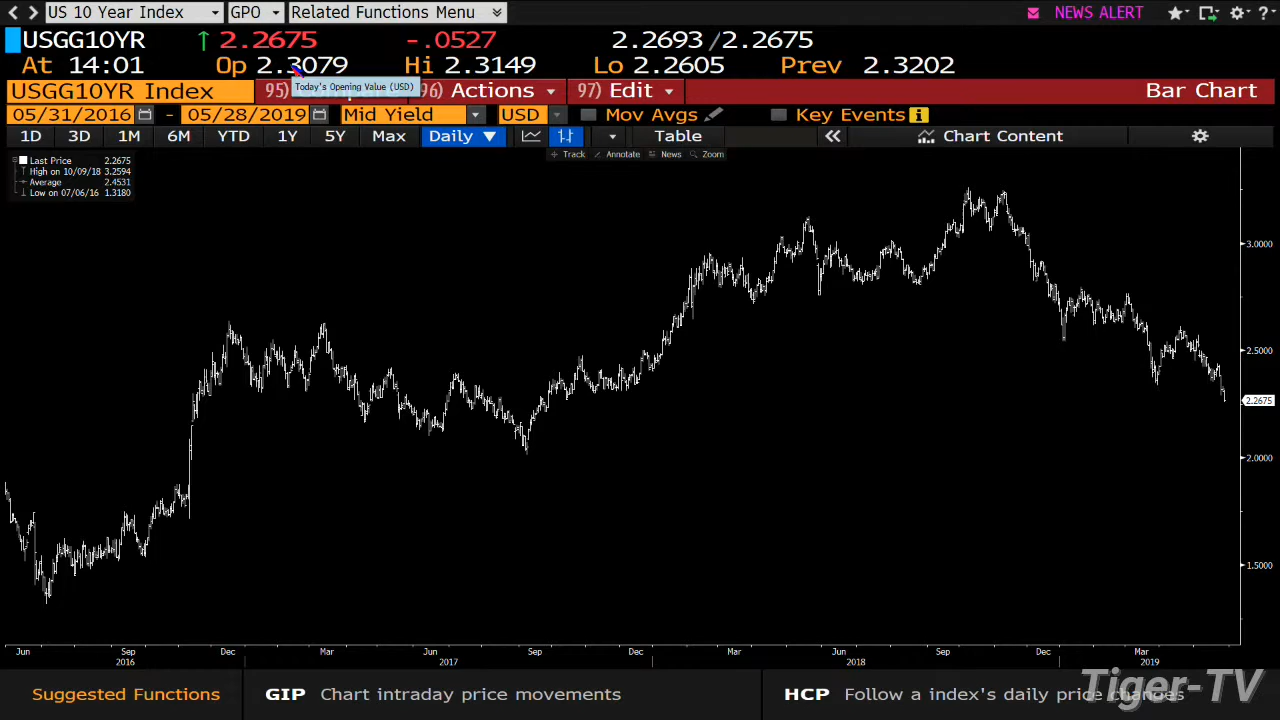 US 10 Year Index GPO Related Functions Menu NEWS ALERT ?
USGG10YR ↑ 2.2675 -.0527 2.2693 /2.2675
At 14:01 Op 2.3079 Hi 2.3149 Lo 2.2605 Prev 2.3202
Today's Opening Value (USD)
USGG10YR Index 95) 96) Actions 97) Edit Bar Chart
05/31/2016 - 05/28/2019 Mid Yield USD Mov Avgs Key Events
1D 3D 1M 6M YTD 1Y 5Y Max Daily ▼ Table << Chart Content
Track Annotate News Zoom
Last Price 2.2675
High on 10/09/18 3.2594
Average 2.4531
Low on 07/06/16 1.3180
3.0000
2.5000
2.2675
2.0000
1.5000
Jun Sep Dec Mar Jun Sep Dec Mar Jun Sep Dec Mar
2016 2017 2018 2019
Suggested Functions GIP Chart intraday price movements HCP Follow a index's daily price changes
Tiger-TV